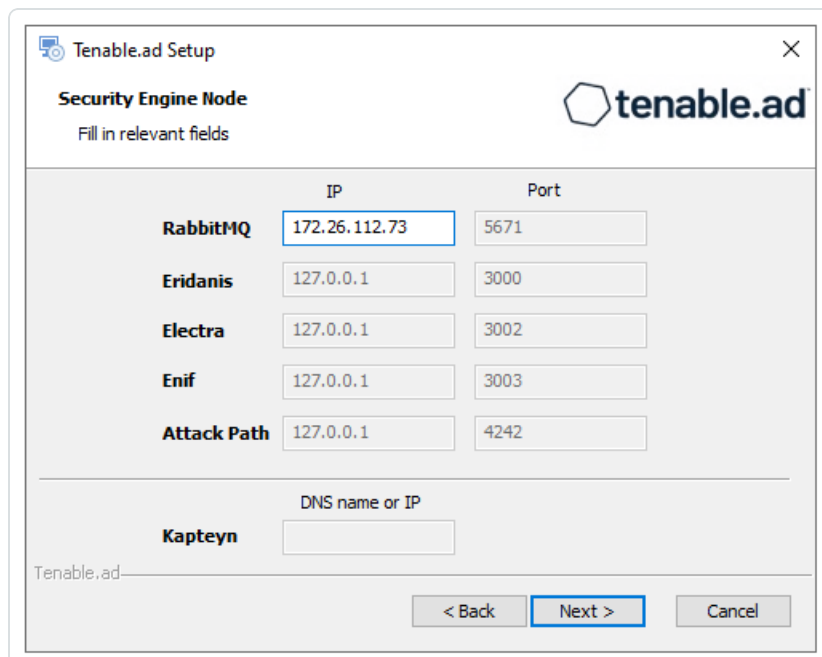 Tenable.ad Setup
Security Engine Node
Fill in relevant fields
tenable.ad
IP Port
RabbitMQ 172.26.112.73 5671
Eridanis 127.0.0.1 3000
Electra 127.0.0.1 3002
Enif 127.0.0.1 3003
Attack Path 127.0.0.1 4242
DNS name or IP
Kapteyn
Tenable.ad
< Back Next > Cancel